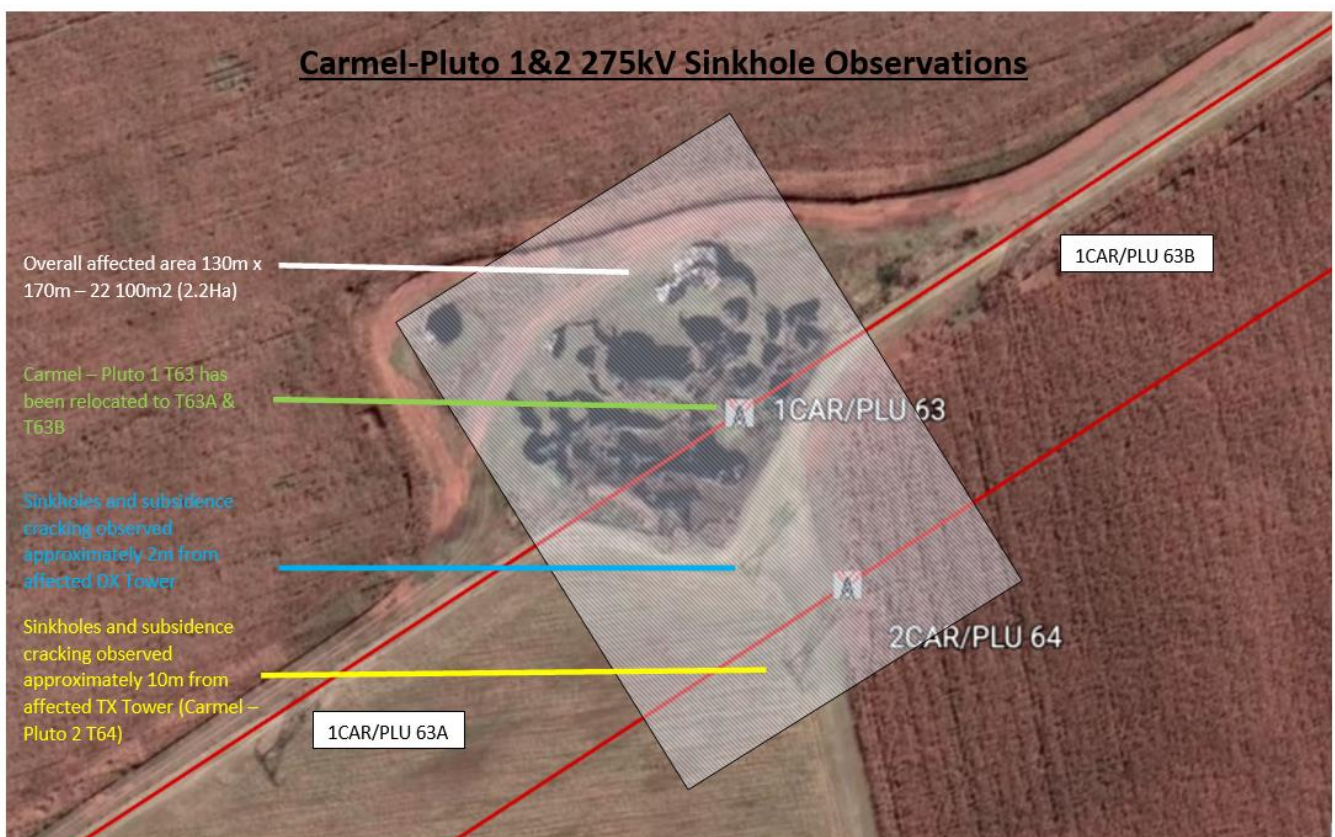 Carmel-Pluto 1&2 275kV Sinkhole Observations
1CAR/PLU 63B
Overall affected area 130m x
170m – 22 100m2 (2.2Ha)
Carmel – Pluto 1 T63 has
been relocated to T63A &
T63B
1CAR/PLU 63
Sinkholes and subsidence
cracking observed
approximately 2m from
affected DX Tower
Sinkholes and subsidence
cracking observed
approximately 10m from
affected TX Tower (Carmel –
Pluto 2 T64)
2CAR/PLU 64
1CAR/PLU 63A